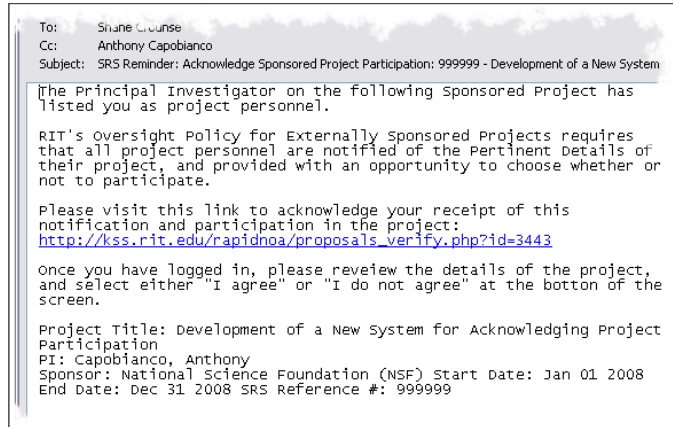 To: Shane Crounse
Cc: Anthony Capobianco
Subject: SRS Reminder: Acknowledge Sponsored Project Participation: 999999 - Development of a New System
The Principal Investigator on the following Sponsored Project has
listed you as project personnel.
RIT's Oversight Policy for Externally Sponsored Projects requires
that all project personnel are notified of the Pertinent Details of
their project, and provided with an opportunity to choose whether or
not to participate.
Please visit this link to acknowledge your receipt of this
notification and participation in the project:
http://kss.rit.edu/rapidnoa/proposals_verify.php?id=3443
Once you have logged in, please reveiew the details of the project,
and select either "I agree" or "I do not agree" at the botton of the
screen.
Project Title: Development of a New System for Acknowledging Project
Participation
PI: Capobianco, Anthony
Sponsor: National Science Foundation (NSF) Start Date: Jan 01 2008
End Date: Dec 31 2008 SRS Reference #: 999999